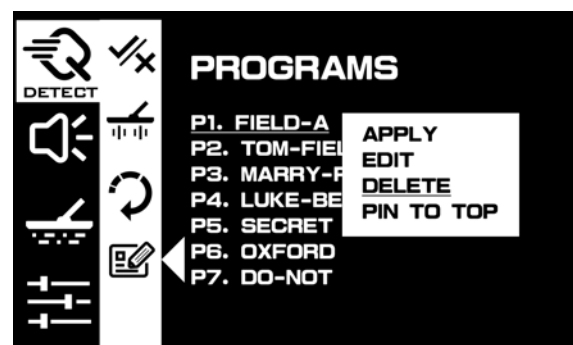 DETECT
PROGRAMS
P1. FIELD-A
P2. TOM-FIEL
P3. MARRY-F
P4. LUKE-BE
P5. SECRET
P6. OXFORD
P7. DO-NOT
APPLY
EDIT
DELETE
PIN TO TOP